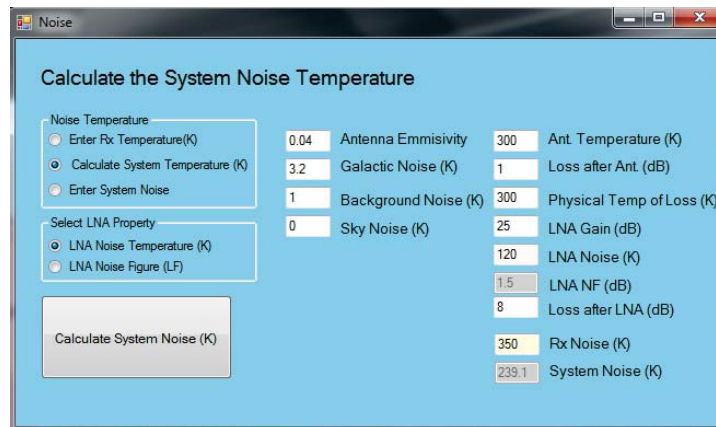 Noise
Calculate the System Noise Temperature
Noise Temperature
Enter Rx Temperature(K)
Calculate System Temperature (K)
Enter System Noise
Select LNA Property
LNA Noise Temperature (K)
LNA Noise Figure (LF)
Calculate System Noise (K)
0.04 Antenna Emmisivity
3.2 Galactic Noise (K)
1 Background Noise (K)
0 Sky Noise (K)
300 Ant. Temperature (K)
1 Loss after Ant. (dB)
300 Physical Temp of Loss (K)
25 LNA Gain (dB)
120 LNA Noise (K)
1.5 LNA NF (dB)
8 Loss after LNA (dB)
350 Rx Noise (K)
239.1 System Noise (K)